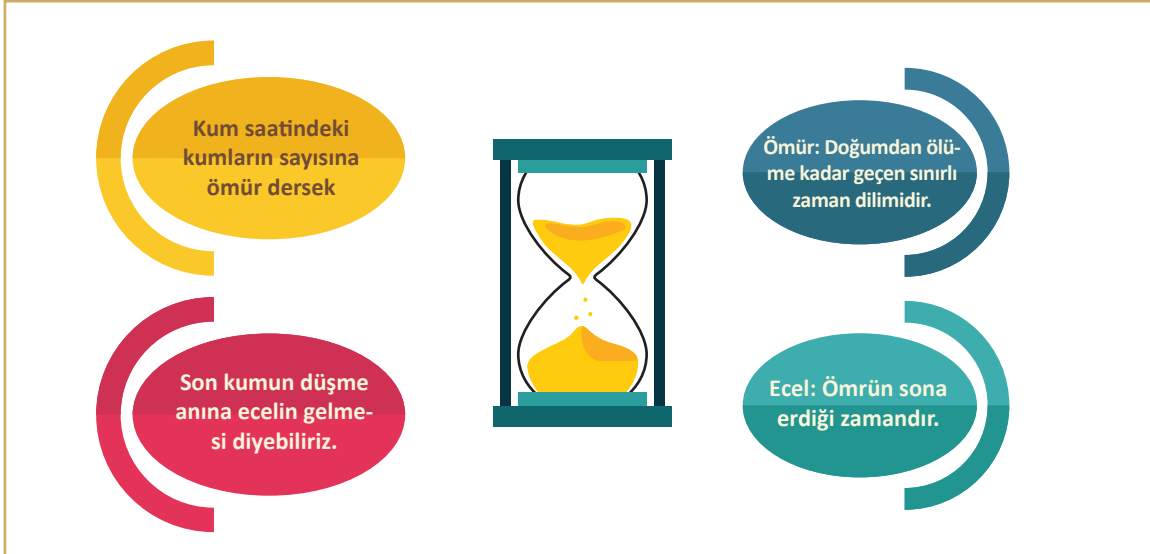 Kum saatindeki
kumların sayısına
ömür dersek
Son kumun düşme
anına ecelin gelme-
si diyebiliriz.
Ömür: Doğumdan ölü-
me kadar geçen sınırlı
zaman dilimidir.
Ecel: Ömrün sona
erdiği zamandır.